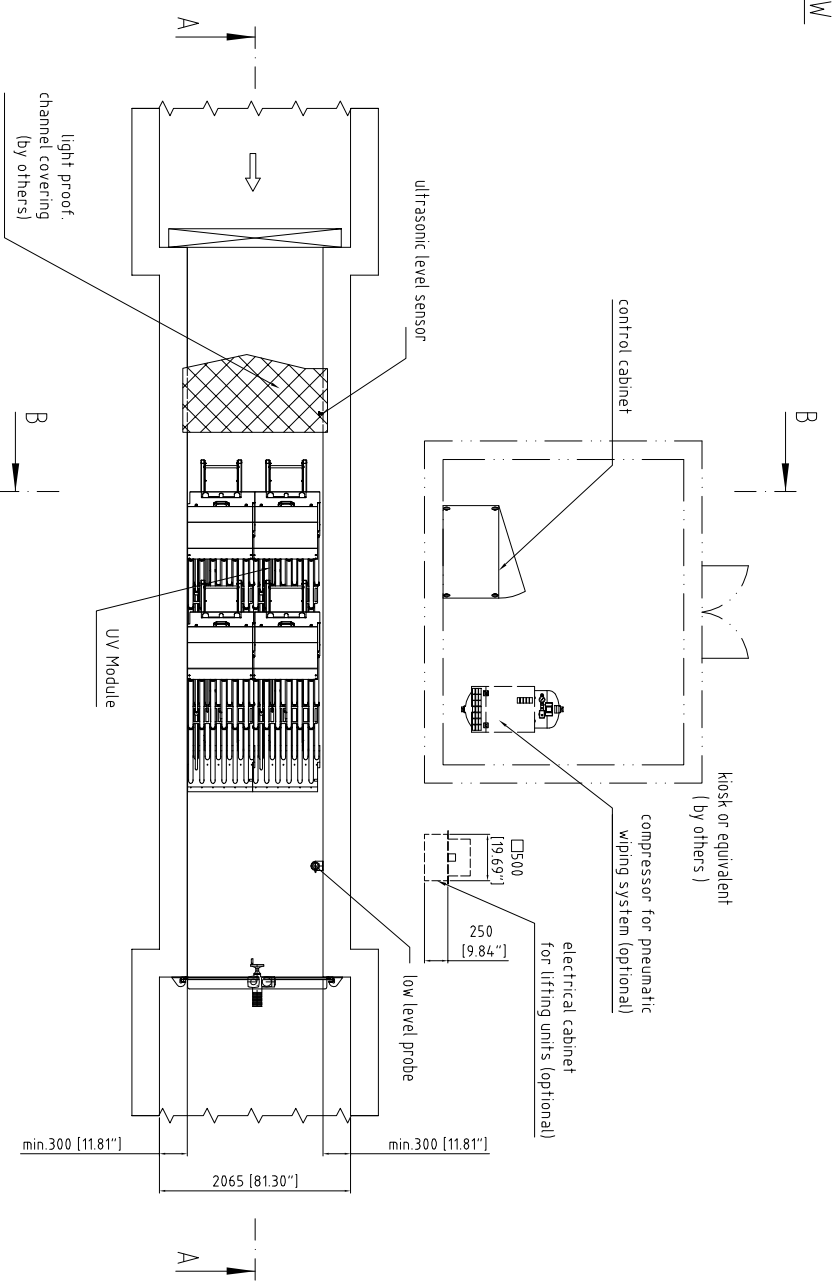 W
A
light proof.
channel covering
(by others)
ultrasonic level sensor
control cabinet
B
B
UV Module
kiosk or equivalent
( by others )
compressor for pneumatic
wiping system (optional)
□500
[19.69"]
250
[9.84"]
electrical cabinet
for lifting units (optional)
low level probe
min.300 [11.81"]
min.300 [11.81"]
2065 [81.30"]
A